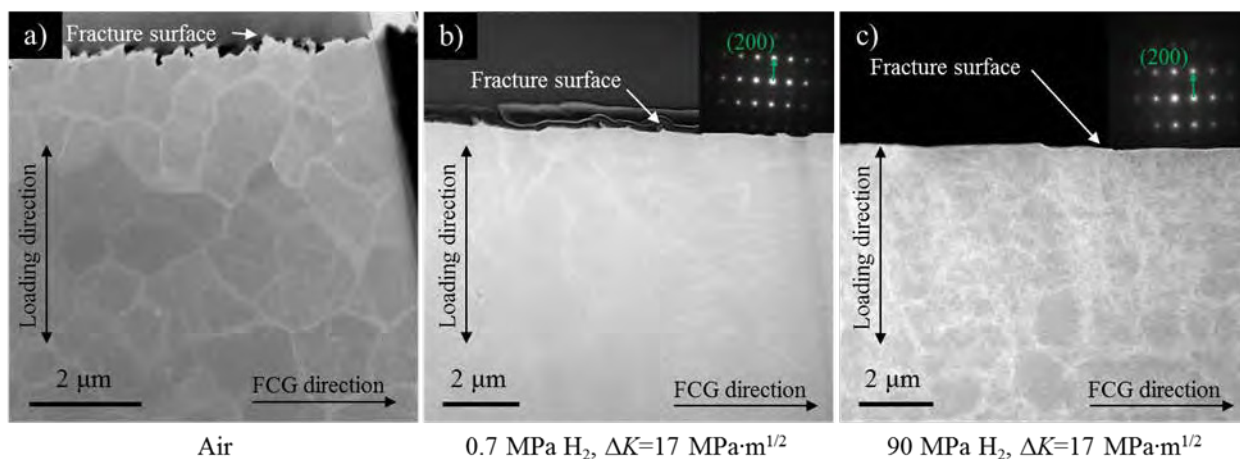 a)
Fracture surface
Loading direction
2 μm
FCG direction
Air
b)
(200)
Fracture surface
Loading direction
2 μm
FCG direction
0.7 MPa H₂, ΔK=17 MPa·m^{1/2}
c)
(200)
Fracture surface
Loading direction
2 μm
FCG direction
90 MPa H₂, ΔK=17 MPa·m^{1/2}